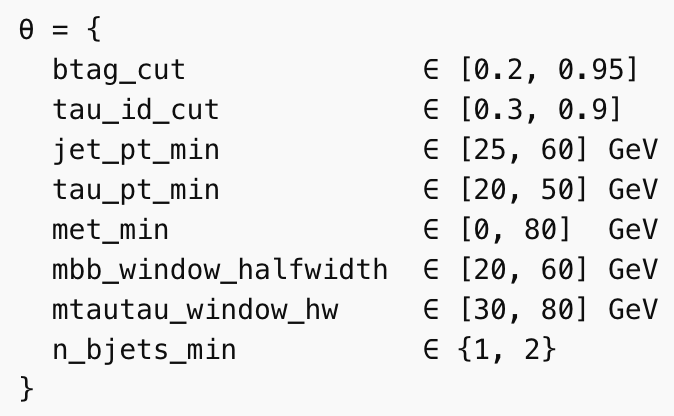 θ = {
  btag_cut              ∈ [0.2, 0.95]
  tau_id_cut            ∈ [0.3, 0.9]
  jet_pt_min            ∈ [25, 60] GeV
  tau_pt_min            ∈ [20, 50] GeV
  met_min               ∈ [0, 80]  GeV
  mbb_window_halfwidth  ∈ [20, 60] GeV
  mtautau_window_hw     ∈ [30, 80] GeV
  n_bjets_min           ∈ {1, 2}
}